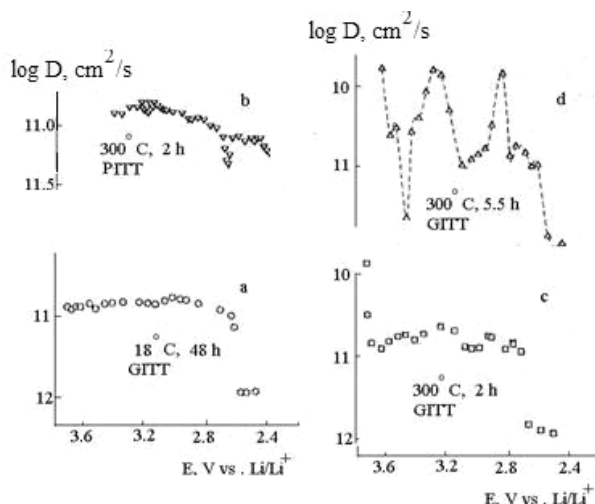 log D, cm²/s
b
11.0
300° C, 2 h
PITT
11.5
log D, cm²/s
10
d
11
300° C, 5.5 h
GITT
a
11
18° C, 48 h
GITT
12
3.6 3.2 2.8 2.4
E, V vs . Li/Li⁺
10
c
11
300° C, 2 h
GITT
12
3.6 3.2 2.8 2.4
E, V vs . Li/Li⁺